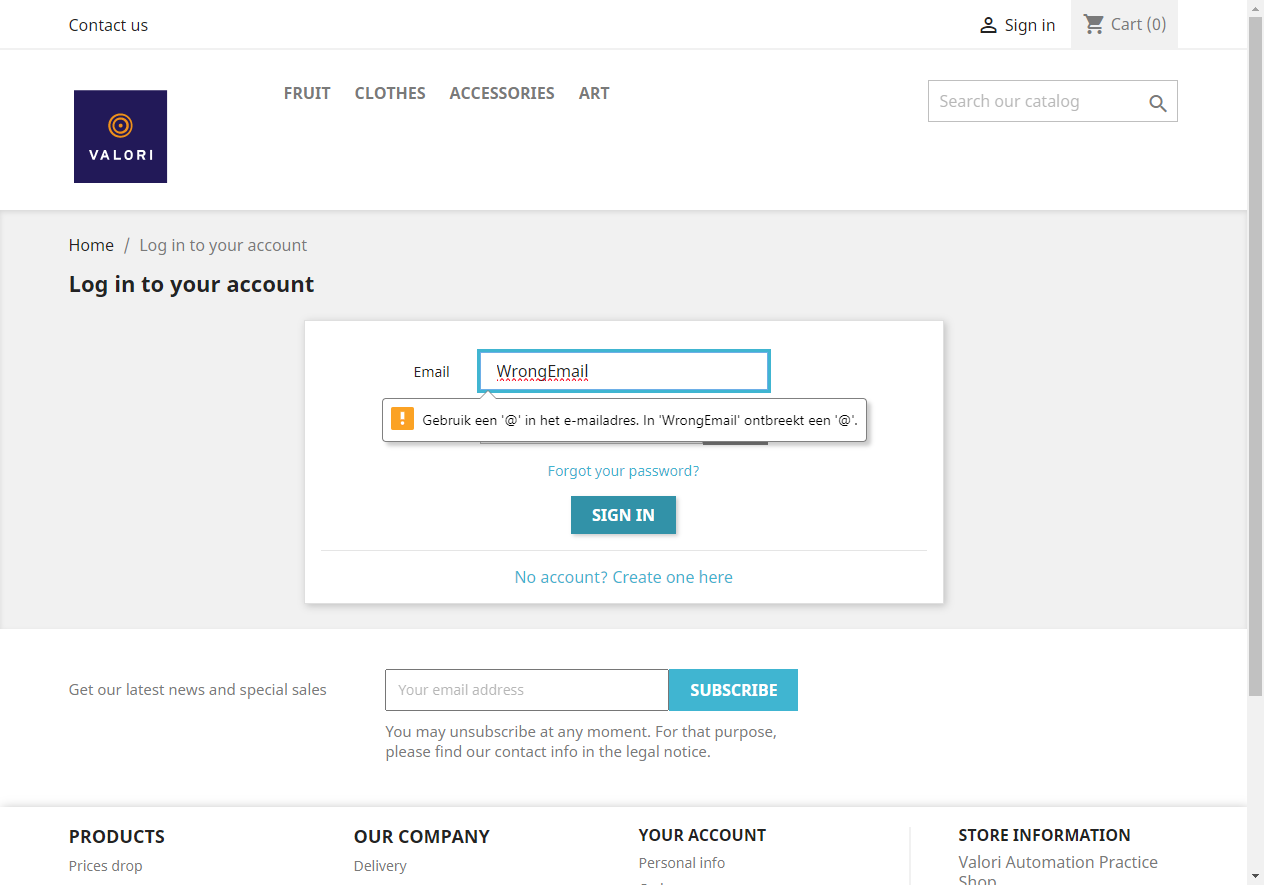 Contact us
Sign in
Cart (0)
FRUIT CLOTHES ACCESSORIES ART
Search our catalog
VALORI
Home / Log in to your account
Log in to your account
Email WrongEmail
Gebruik een '@' in het e-mailadres. In 'WrongEmail' ontbreekt een '@'.
Forgot your password?
SIGN IN
No account? Create one here
Get our latest news and special sales
Your email address
SUBSCRIBE
You may unsubscribe at any moment. For that purpose,
please find our contact info in the legal notice.
PRODUCTS
Prices drop
OUR COMPANY
Delivery
YOUR ACCOUNT
Personal info
STORE INFORMATION
Valori Automation Practice
Shop